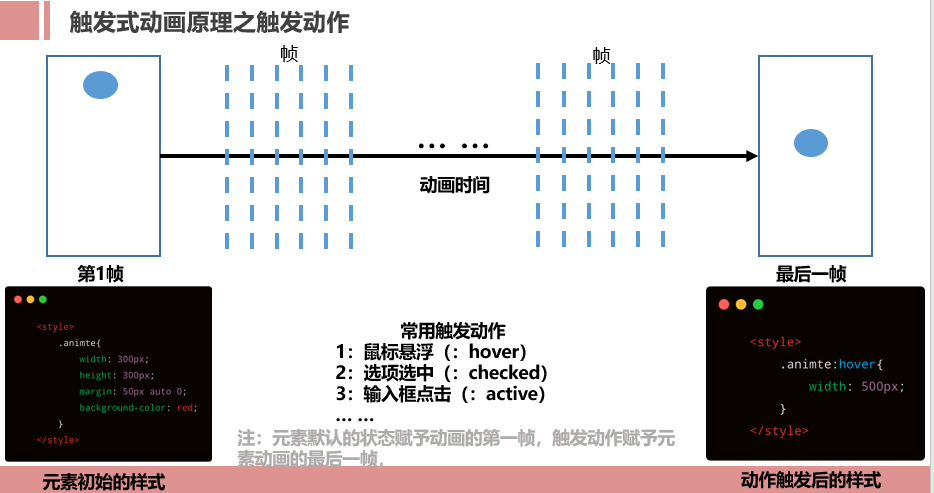 触发式动画原理之触发动作
帧
帧
... ...
动画时间
第1帧
最后一帧
<style>
.animte{
width: 300px;
height: 300px;
margin: 50px auto 0;
background-color: red;
}
</style>
常用触发动作
1：鼠标悬浮（：hover）
2：选项选中（：checked）
3：输入框点击（：active）
... ...
注：元素默认的状态赋予动画的第一帧，触发动作赋予元
素动画的最后一帧，
<style>
.animte:hover{
width: 500px;
}
</style>
元素初始的样式
动作触发后的样式